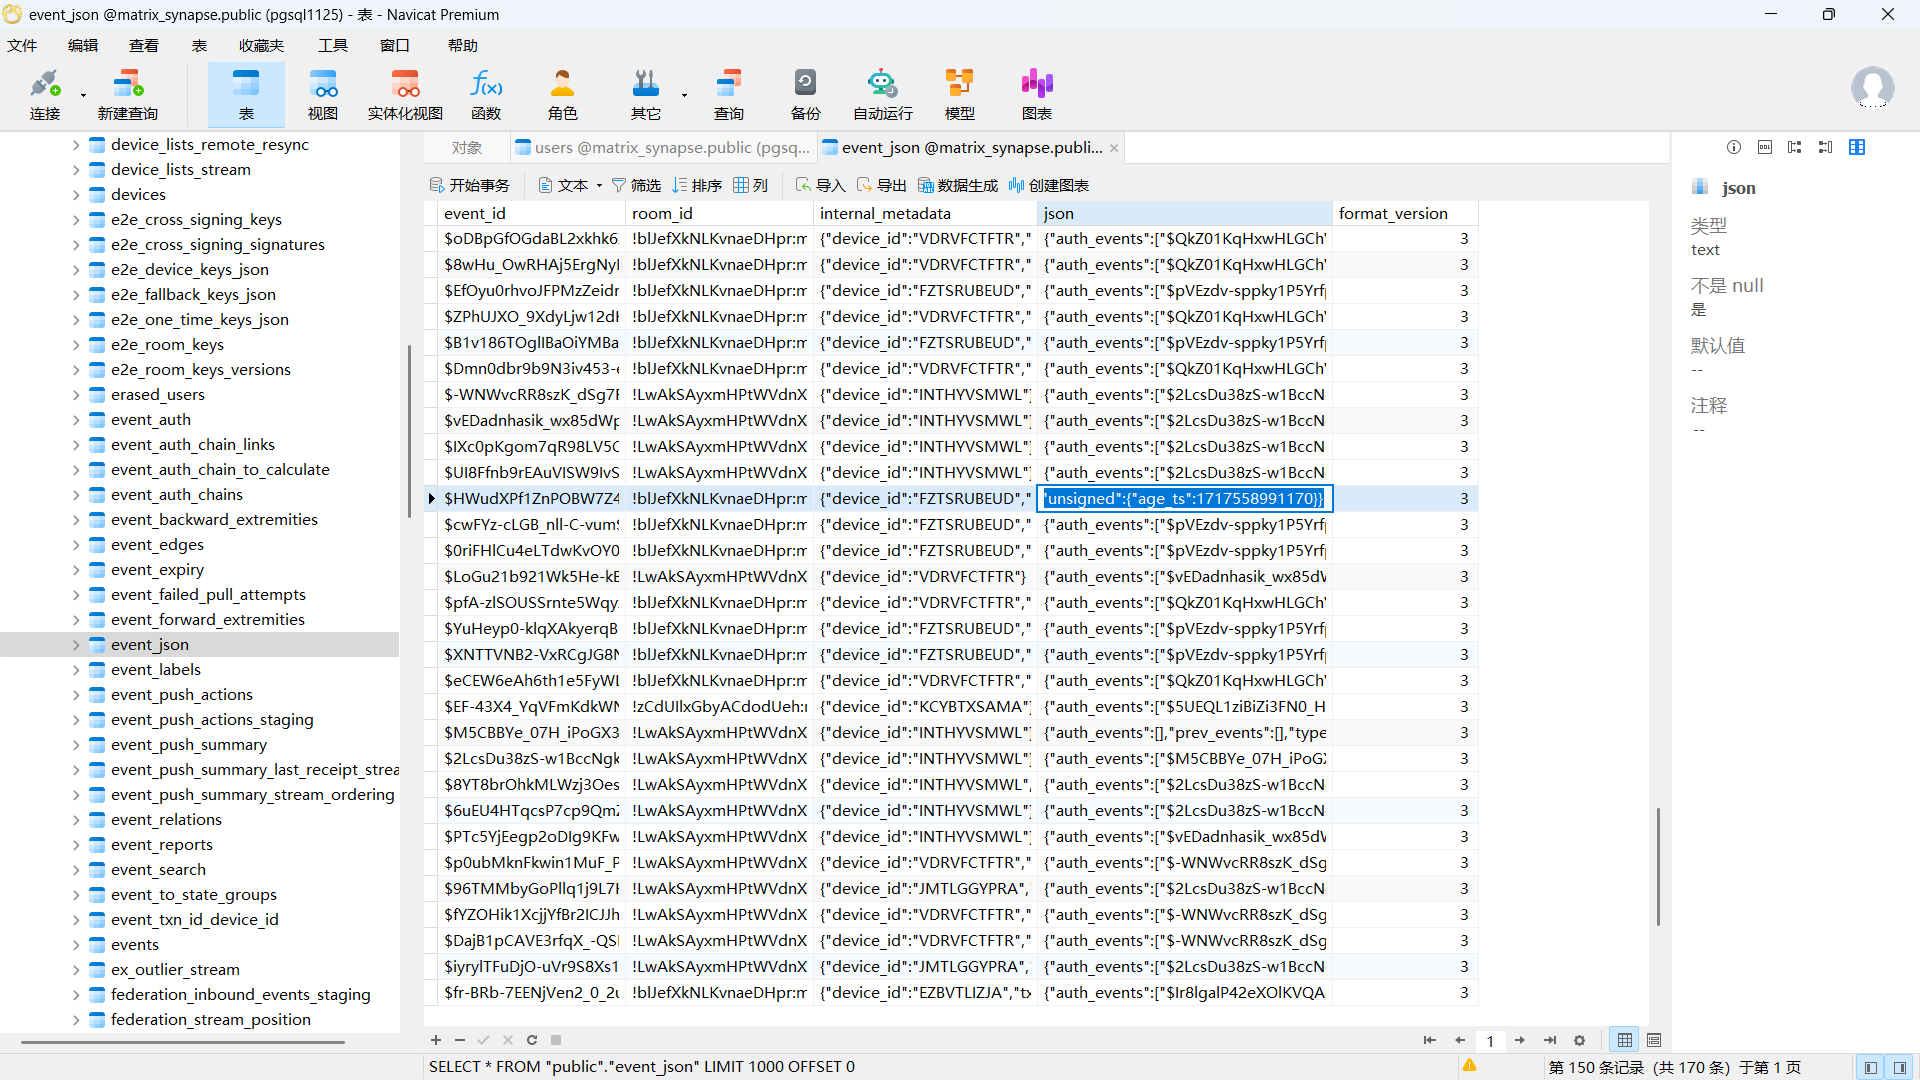 event_json @matrix_synapse.public (pgsql1125) - 表 - Navicat Premium
文件 编辑 查看 表 收藏夹 工具 窗口 帮助
连接 新建查询 表 视图 实体化视图 函数 角色 其它 查询 备份 自动运行 模型 图表
device_lists_remote_resync
device_lists_stream
devices
e2e_cross_signing_keys
e2e_cross_signing_signatures
e2e_device_keys_json
e2e_fallback_keys_json
e2e_one_time_keys_json
e2e_room_keys
e2e_room_keys_versions
erased_users
event_auth
event_auth_chain_links
event_auth_chain_to_calculate
event_auth_chains
event_backward_extremities
event_edges
event_expiry
event_failed_pull_attempts
event_forward_extremities
event_json
event_labels
event_push_actions
event_push_actions_staging
event_push_summary
event_push_summary_last_receipt_strea
event_push_summary_stream_ordering
event_relations
event_reports
event_search
event_to_state_groups
event_txn_id_device_id
events
ex_outlier_stream
federation_inbound_events_staging
federation_stream_position
对象 users @matrix_synapse.public (pgsq... event_json @matrix_synapse.publi...
开始事务 文本 筛选 排序 列 导入 导出 数据生成 创建图表
event_id room_id internal_metadata json format_version
$oDBpGfOGdaBL2xkhk6 !blJefXkNLKvnaeDHpr:m {"device_id":"VDRVFCTFTR"," {"auth_events":["$QkZ01KqHxwHLGCh 3
$8wHu_OwRHAj5ErgNy !blJefXkNLKvnaeDHpr:m {"device_id":"VDRVFCTFTR"," {"auth_events":["$QkZ01KqHxwHLGCh 3
$EfOyu0rhvoJFPMzZeidr !blJefXkNLKvnaeDHpr:m {"device_id":"FZTSRUBEUD"," {"auth_events":["$pVEzdv-sppky1P5Yrf 3
$ZPhUJXO_9XdyLjw12d !blJefXkNLKvnaeDHpr:m {"device_id":"VDRVFCTFTR"," {"auth_events":["$QkZ01KqHxwHLGCh 3
$B1v186TOglIBaOiYMBa !blJefXkNLKvnaeDHpr:m {"device_id":"FZTSRUBEUD"," {"auth_events":["$pVEzdv-sppky1P5Yrf 3
$Dmn0dbr9b9N3iv453- !blJefXkNLKvnaeDHpr:m {"device_id":"VDRVFCTFTR"," {"auth_events":["$QkZ01KqHxwHLGCh 3
$-WNWvcRR8szK_dSg7 !LwAkSAyxmHPtWVdnX {"device_id":"INTHYVSMWL"} {"auth_events":["$2LcsDu38zS-w1BccN 3
$vEDadnhasik_wx85dWp !LwAkSAyxmHPtWVdnX {"device_id":"INTHYVSMWL"} {"auth_events":["$2LcsDu38zS-w1BccN 3
$IXc0pKgom7qR98LV5C !LwAkSAyxmHPtWVdnX {"device_id":"INTHYVSMWL"} {"auth_events":["$2LcsDu38zS-w1BccN 3
$UI8Ffnb9rEAuVISW9IvS !LwAkSAyxmHPtWVdnX {"device_id":"INTHYVSMWL"} {"auth_events":["$2LcsDu38zS-w1BccN 3
$HWudXPf1ZnPOBW7Z4 !blJefXkNLKvnaeDHpr:m {"device_id":"FZTSRUBEUD"," "unsigned":{"age_ts":1717558991170}} 3
$cwFYz-cLGB_nll-C-vum !blJefXkNLKvnaeDHpr:m {"device_id":"FZTSRUBEUD"," {"auth_events":["$pVEzdv-sppky1P5Yrf 3
$0riFHlCu4eLTdwKvOY0 !blJefXkNLKvnaeDHpr:m {"device_id":"FZTSRUBEUD"," {"auth_events":["$pVEzdv-sppky1P5Yrf 3
$LoGu21b921Wk5He-k !LwAkSAyxmHPtWVdnX {"device_id":"VDRVFCTFTR"} {"auth_events":["$vEDadnhasik_wx85dW 3
$pfA-zlSOUSSrnte5Wqy !blJefXkNLKvnaeDHpr:m {"device_id":"VDRVFCTFTR"," {"auth_events":["$QkZ01KqHxwHLGCh 3
$YuHeyp0-klqXAkyerqB !blJefXkNLKvnaeDHpr:m {"device_id":"FZTSRUBEUD"," {"auth_events":["$pVEzdv-sppky1P5Yrf 3
$XNTTVNB2-VxRCgJG8N !blJefXkNLKvnaeDHpr:m {"device_id":"FZTSRUBEUD"," {"auth_events":["$pVEzdv-sppky1P5Yrf 3
$eCEW6eAh6th1e5FyWL !blJefXkNLKvnaeDHpr:m {"device_id":"VDRVFCTFTR"," {"auth_events":["$QkZ01KqHxwHLGCh 3
$EF-43X4_YqVFmKdkWN !zCdUIlxGbyACdodUeh:r {"device_id":"KCYBTXSAMA"} {"auth_events":["$5UEQL1ziBiZi3FN0_H 3
$M5CBBYe_07H_iPoGX3 !LwAkSAyxmHPtWVdnX {"device_id":"INTHYVSMWL"} {"auth_events":[],"prev_events":[],"type 3
$2LcsDu38zS-w1BccNgk !LwAkSAyxmHPtWVdnX {"device_id":"INTHYVSMWL"} {"auth_events":["$M5CBBYe_07H_iPoGX 3
$8YT8brOhkMLWzj3Oes !LwAkSAyxmHPtWVdnX {"device_id":"INTHYVSMWL", {"auth_events":["$2LcsDu38zS-w1BccN 3
$6uEU4HTqcsP7cp9QmZ !LwAkSAyxmHPtWVdnX {"device_id":"INTHYVSMWL"} {"auth_events":["$2LcsDu38zS-w1BccN 3
$PTc5YjEegp2oDIg9KFw !LwAkSAyxmHPtWVdnX {"device_id":"INTHYVSMWL"} {"auth_events":["$vEDadnhasik_wx85dW 3
$p0ubMknFkwin1MuF_P !LwAkSAyxmHPtWVdnX {"device_id":"VDRVFCTFTR"," {"auth_events":["$-WNWvcRR8szK_dSg 3
$96TMMbyGoPllq1j9L7 !LwAkSAyxmHPtWVdnX {"device_id":"JMTLGGYPRA", {"auth_events":["$2LcsDu38zS-w1BccN 3
$fYZOHik1XcjjYfBr2ICJJh !LwAkSAyxmHPtWVdnX {"device_id":"VDRVFCTFTR"," {"auth_events":["$-WNWvcRR8szK_dSg 3
$DajB1pCAVE3rfqX_-QS !LwAkSAyxmHPtWVdnX {"device_id":"VDRVFCTFTR"," {"auth_events":["$-WNWvcRR8szK_dSg 3
$iyrylTFuDjO-uVr9S8Xs1 !LwAkSAyxmHPtWVdnX {"device_id":"JMTLGGYPRA", {"auth_events":["$2LcsDu38zS-w1BccN 3
$fr-BRb-7EENjVen2_0_2u !blJefXkNLKvnaeDHpr:m {"device_id":"EZBVTLIZJA","tx {"auth_events":["$Ir8lgalP42eXOlKVQA 3
json
类型
text
不是 null
是
默认值
--
注释
--
1
SELECT * FROM "public"."event_json" LIMIT 1000 OFFSET 0
第 150 条记录 (共 170 条) 于第 1 页